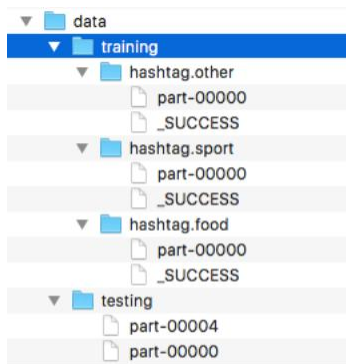 data
training
hashtag.other
part-00000
_SUCCESS
hashtag.sport
part-00000
_SUCCESS
hashtag.food
part-00000
_SUCCESS
testing
part-00004
part-00000